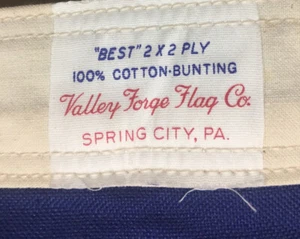 "BEST" 2 X 2 PLY
100% COTTON-BUNTING
Valley Forge Flag Co.
SPRING CITY, PA.